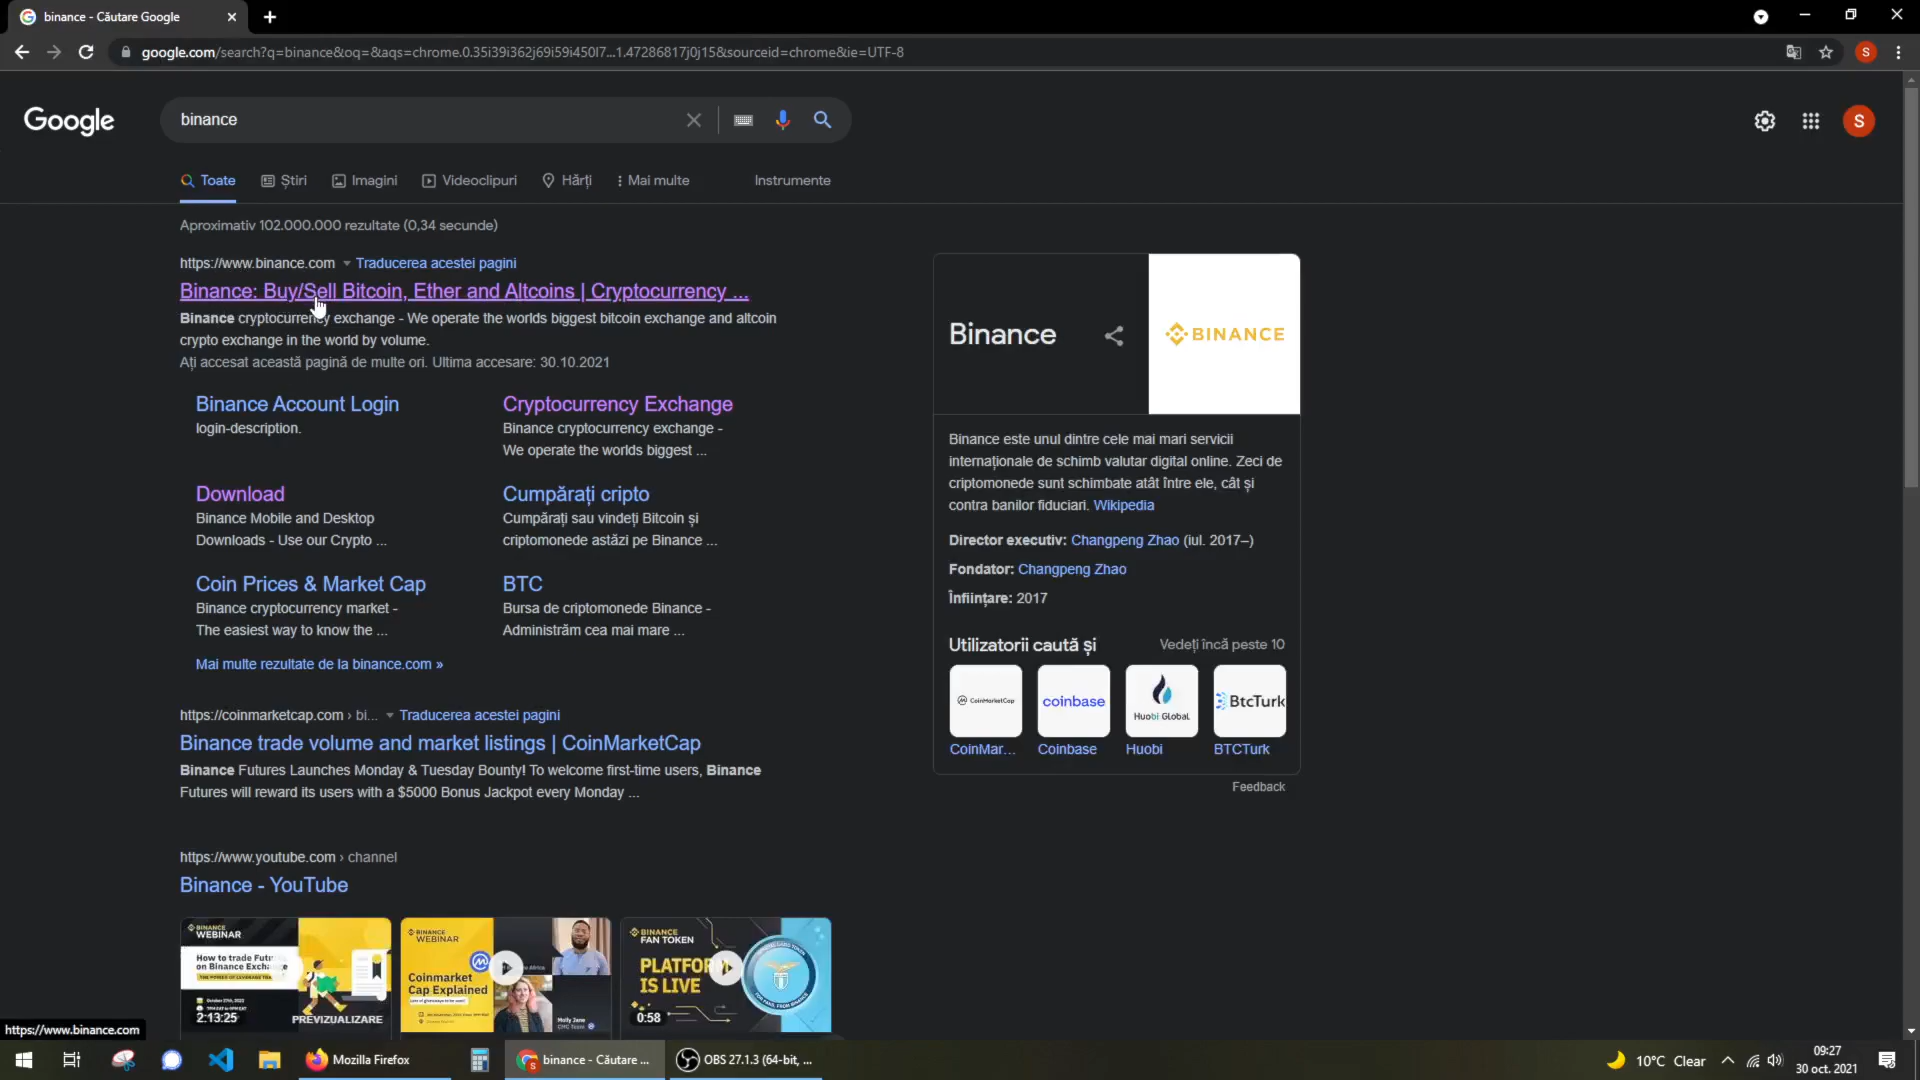 binance - Căutare Google
google.com/search?q=binance&oq=&aqs=chrome.0.35i39i362j69i59i450l7...1.47286817j0j15&sourceid=chrome&ie=UTF-8
S
Google
binance
S
Toate
Știri
Imagini
Videoclipuri
Hărți
Mai multe
Instrumente
Aproximativ 102.000.000 rezultate (0,34 secunde)
https://www.binance.com
Traducerea acestei pagini
Binance: Buy/Sell Bitcoin, Ether and Altcoins | Cryptocurrency ...
Binance cryptocurrency exchange - We operate the worlds biggest bitcoin exchange and altcoin
crypto exchange in the world by volume.
Ați accesat această pagină de multe ori. Ultima accesare: 30.10.2021
Binance Account Login
login-description.
Cryptocurrency Exchange
Binance cryptocurrency exchange -
We operate the worlds biggest ...
Download
Binance Mobile and Desktop
Downloads - Use our Crypto ...
Cumpărați cripto
Cumpărați sau vindeți Bitcoin și
criptomonede astăzi pe Binance ...
Coin Prices & Market Cap
Binance cryptocurrency market -
The easiest way to know the ...
BTC
Bursa de criptomonede Binance -
Administrăm cea mai mare ...
Mai multe rezultate de la binance.com »
https://coinmarketcap.com › bi...
Traducerea acestei pagini
Binance trade volume and market listings | CoinMarketCap
Binance Futures Launches Monday & Tuesday Bounty! To welcome first-time users, Binance
Futures will reward its users with a $5000 Bonus Jackpot every Monday ...
https://www.youtube.com › channel
Binance - YouTube
BINANCE
WEBINAR
How to trade Futu
on Binance Exchange
2:13:25
PREVIZUALIZARE
BINANCE
WEBINAR
Coinmarket
Cap Explained
Molly Jane
BINANCE
FAN TOKEN
PLATFOR
IS LIVE
0:58
Binance
BINANCE
Binance este unul dintre cele mai mari servicii
internaționale de schimb valutar digital online. Zeci de
criptomonede sunt schimbate atât între ele, cât și
contra banilor fiduciari. Wikipedia
Director executiv: Changpeng Zhao (iul. 2017–)
Fondator: Changpeng Zhao
Înființare: 2017
Utilizatorii caută și
Vedeți încă peste 10
CoinMarketCap
coinbase
Huobi Global
BtcTurk
CoinMar...
Coinbase
Huobi
BTCTurk
Feedback
https://www.binance.com
Mozilla Firefox
binance - Căutare ...
OBS 27.1.3 (64-bit, ...
10°C Clear
09:27
30 oct. 2021